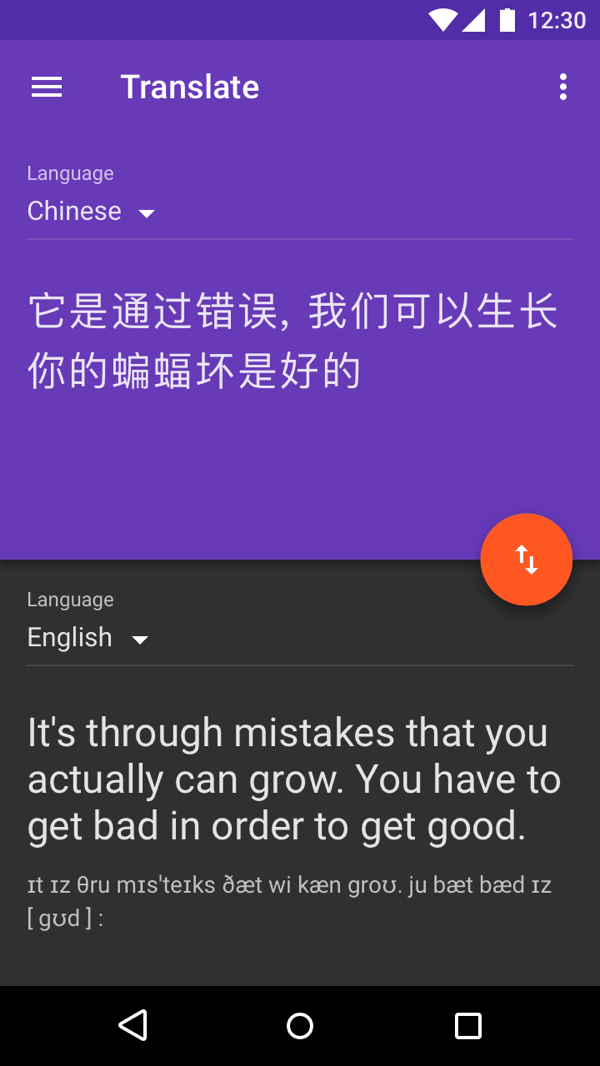 12:30
Translate
Language
Chinese
它是通过错误, 我们可以生长
你的蝙蝠坏是好的
Language
English
It's through mistakes that you
actually can grow. You have to
get bad in order to get good.
ɪt ɪz θru mɪs'teɪks ðæt wi kæn groʊ. ju bæt bæd ɪz
[ gʊd ] :